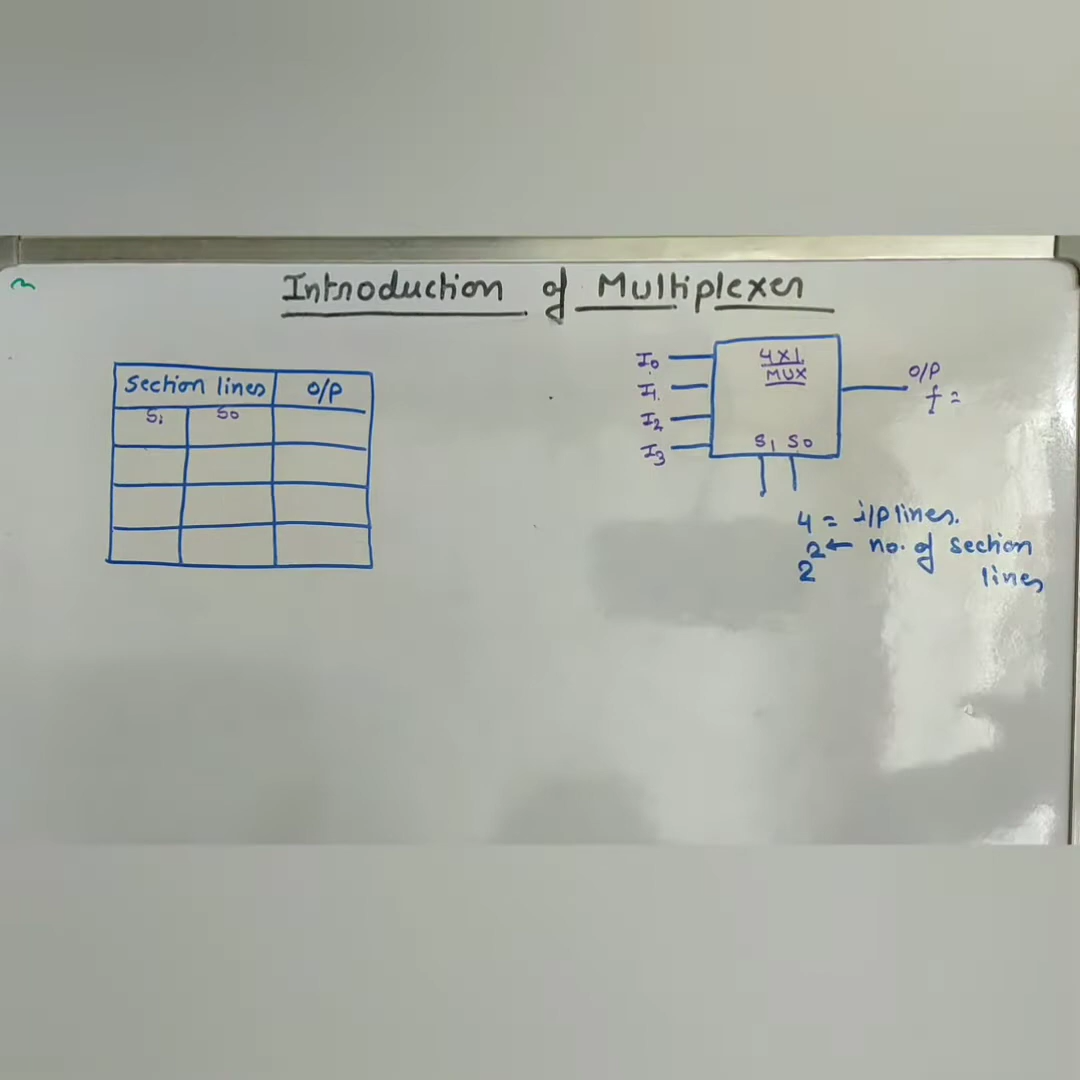 Introduction of Multiplexer
Section lines O/P
S1 S0
I0
I1
I2
I3
4X1
MUX
S1 S0
O/P
f =
4 = i/p lines.
2 ← no. of section
2 lines